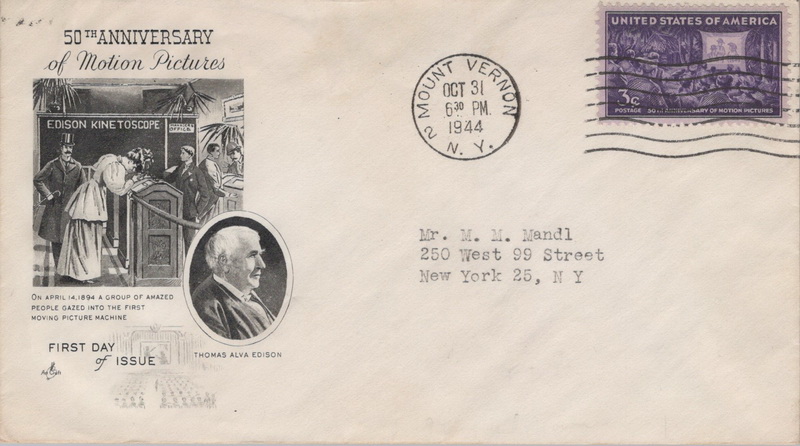 50TH ANNIVERSARY
of Motion Pictures
EDISON KINETOSCOPE
OFFICE
ON APRIL 14, 1894 A GROUP OF AMAZED
PEOPLE GAZED INTO THE FIRST
MOVING PICTURE MACHINE
FIRST DAY
of ISSUE
THOMAS ALVA EDISON
2 MOUNT VERNON
OCT 31
6 30 PM
1944
N. Y.
UNITED STATES OF AMERICA
3¢
POSTAGE 50TH ANNIVERSARY OF MOTION PICTURES
Mr. M. M. Mandl
250 West 99 Street
New York 25, N Y